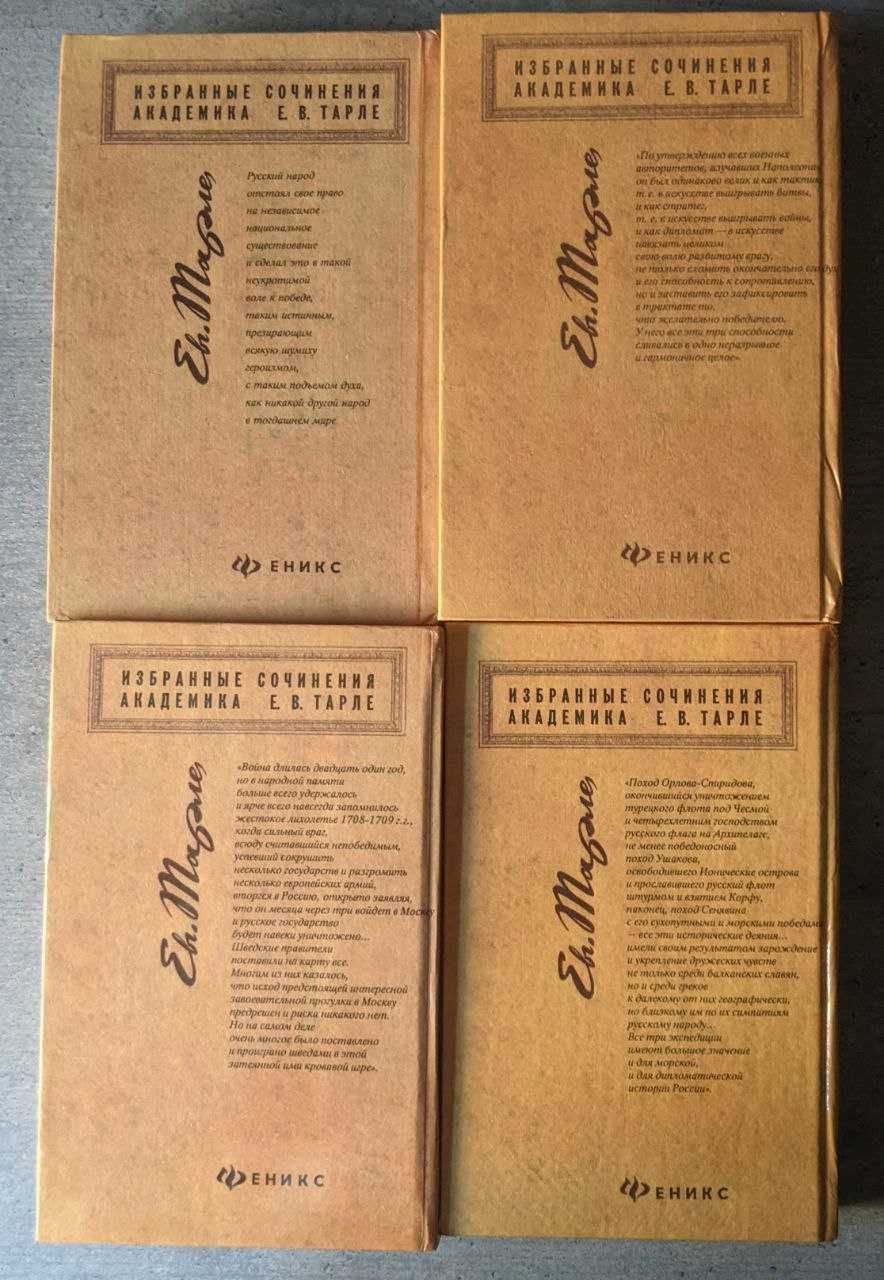 ИЗБРАННЫЕ СОЧИНЕНИЯ
АКАДЕМИКА Е. В. ТАРЛЕ
Ев. Тарле
Русский народ
отстоял свое право
на независимое
национальное
существование
и сделал это в такой
неукротимой
воле к победе,
таким истинным,
презирающим
всякую шумиху
героизмом,
с таким подъемом духа,
как никакой другой народ
в тогдашнем мире
ФЕНИКС
ИЗБРАННЫЕ СОЧИНЕНИЯ
АКАДЕМИКА Е. В. ТАРЛЕ
Ев. Тарле
«По утверждению всех военных
авторитетов, изучавших Наполеона
он был одинаково велик и как тактик
т. е. в искусстве выигрывать битвы,
и как стратег,
т. е. в искусстве выигрывать войны,
и как дипломат — в искусстве
навязать целиком
свою волю разбитому врагу,
не только сломить окончательно его дух
и его способность к сопротивлению,
но и заставить его зафиксировать
в трактате то,
что желательно победителю.
У него все эти три способности
сливались в одно неразрывное
и гармоничное целое».
ФЕНИКС
ИЗБРАННЫЕ СОЧИНЕНИЯ
АКАДЕМИКА Е. В. ТАРЛЕ
Ев. Тарле
«Война длилась двадцать один год,
но в народной памяти
больше всего удержалось
и ярче всего навсегда запомнилось
жестокое лихолетье 1708-1709 г.г.,
когда сильный враг,
всюду считавшийся непобедимым,
успевший сокрушить
несколько государств и разгромить
несколько европейских армий,
вторгся в Россию, открыто заявляя,
что он месяца через три войдет в Москву
и русское государство
будет навеки уничтожено...
Шведские правители
поставили на карту все.
Многим из них казалось,
что исход предстоящей интересной
завоевательной прогулки в Москву
предрешен и риска никакого нет.
Но на самом деле
очень многое было поставлено
и проиграно шведами в этой
затеянной ими кровавой игре».
ФЕНИКС
ИЗБРАННЫЕ СОЧИНЕНИЯ
АКАДЕМИКА Е. В. ТАРЛЕ
Ев. Тарле
«Поход Орлова-Спиридова,
окончившийся уничтожением
турецкого флота под Чесмой
и четырехлетним господством
русского флага на Архипелаге,
не менее победоносный
поход Ушакова,
освободившего Ионические острова
и прославившего русский флот
штурмом и взятием Корфу,
наконец, поход Сенявина
с его сухопутными и морскими победами
— все эти исторические деяния...
имели своим результатом зарождение
и укрепление дружеских чувств
не только среди балканских славян,
но и среди греков
к далекому от них географически,
но близкому им по их симпатиям
русскому народу...
Все три экспедиции
имеют большое значение
и для морской,
и для дипломатической
истории России».
ФЕНИКС